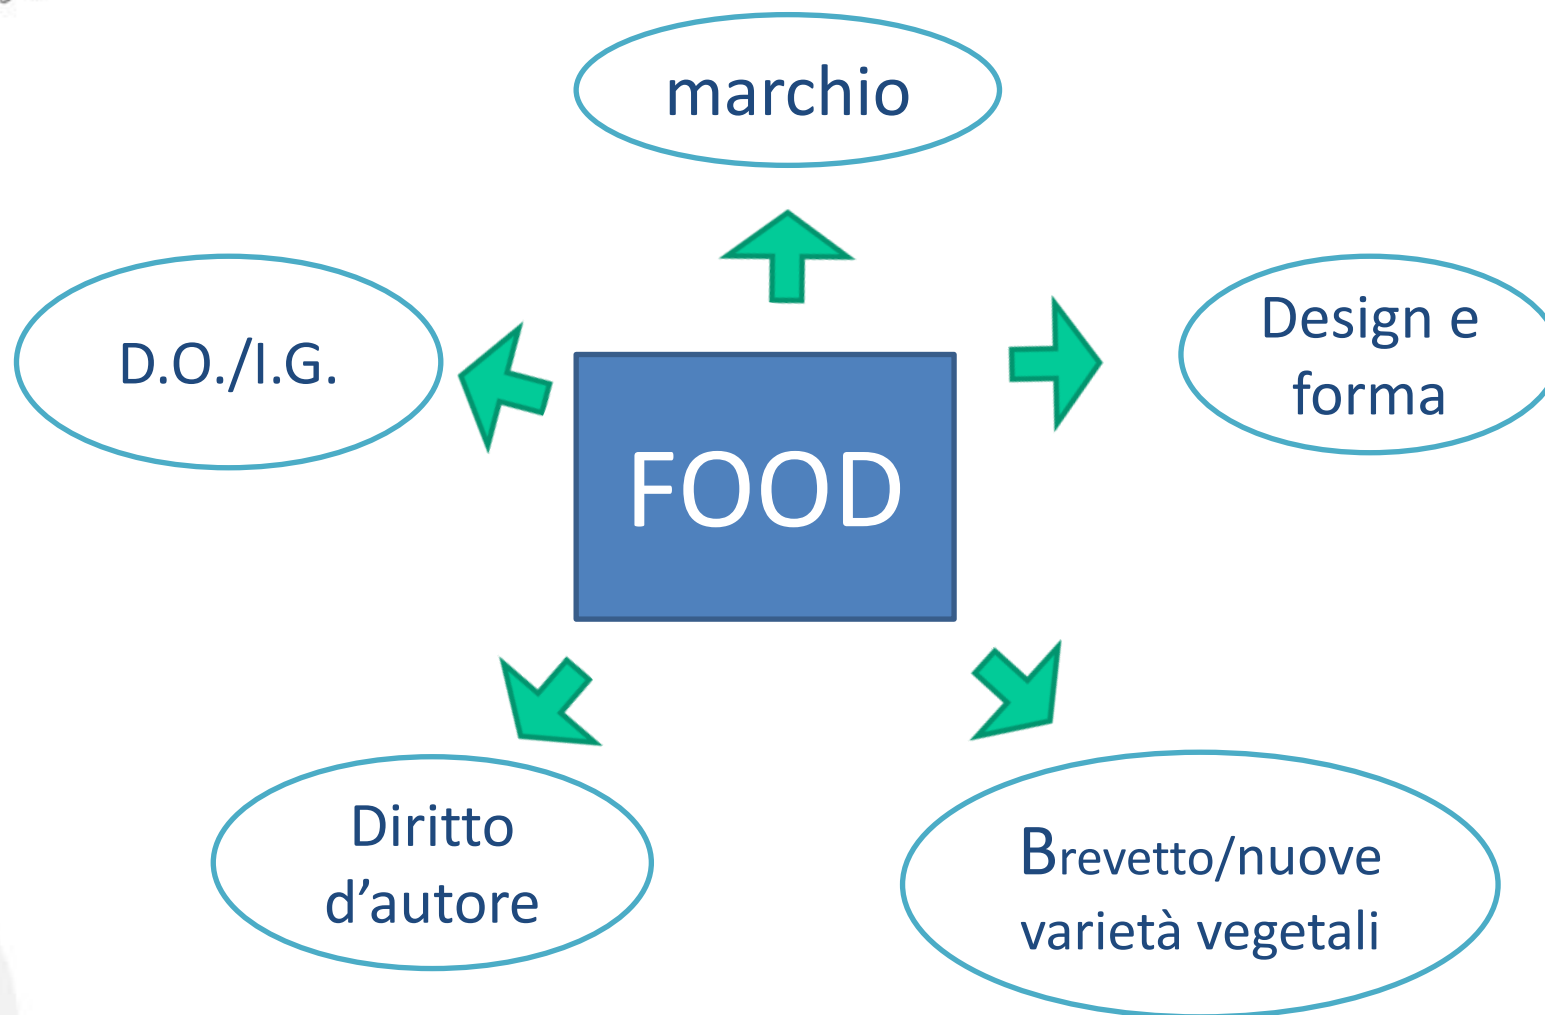 marchio
D.O./I.G.
Design e
forma
FOOD
Diritto
d’autore
Brevetto/nuove
varietà vegetali